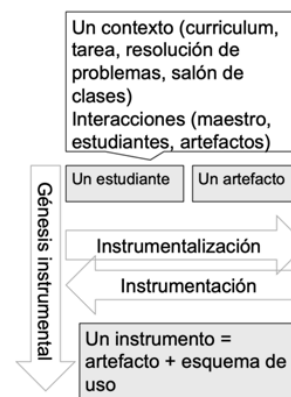 Un contexto (curriculum,
tarea, resolución de
problemas, salón de
clases)
Interacciones (maestro,
estudiantes, artefactos)
Un estudiante
Un artefacto
Génesis instrumental
Instrumentalización
Instrumentación
Un instrumento =
artefacto + esquema de
uso